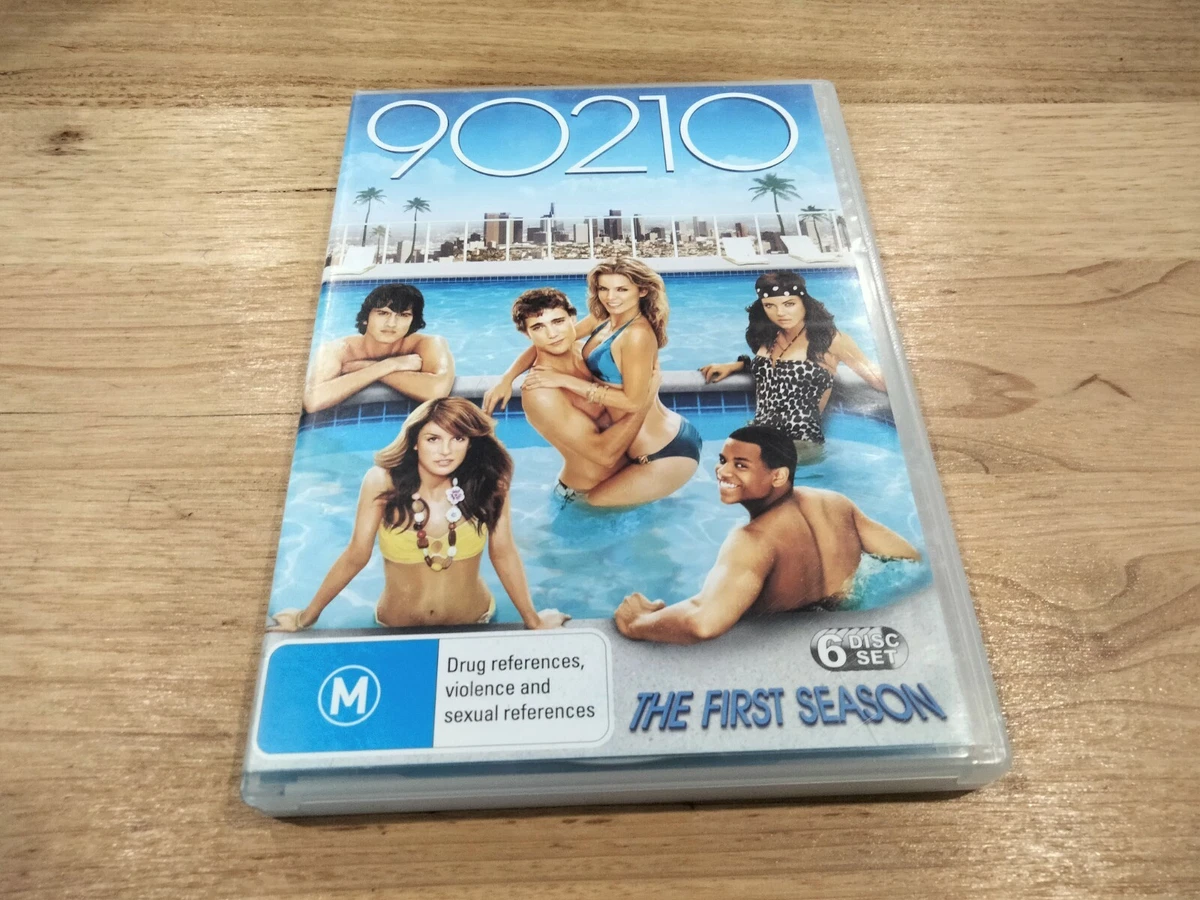 90210
M
Drug references,
violence and
sexual references
6 DISC
SET
THE FIRST SEASON